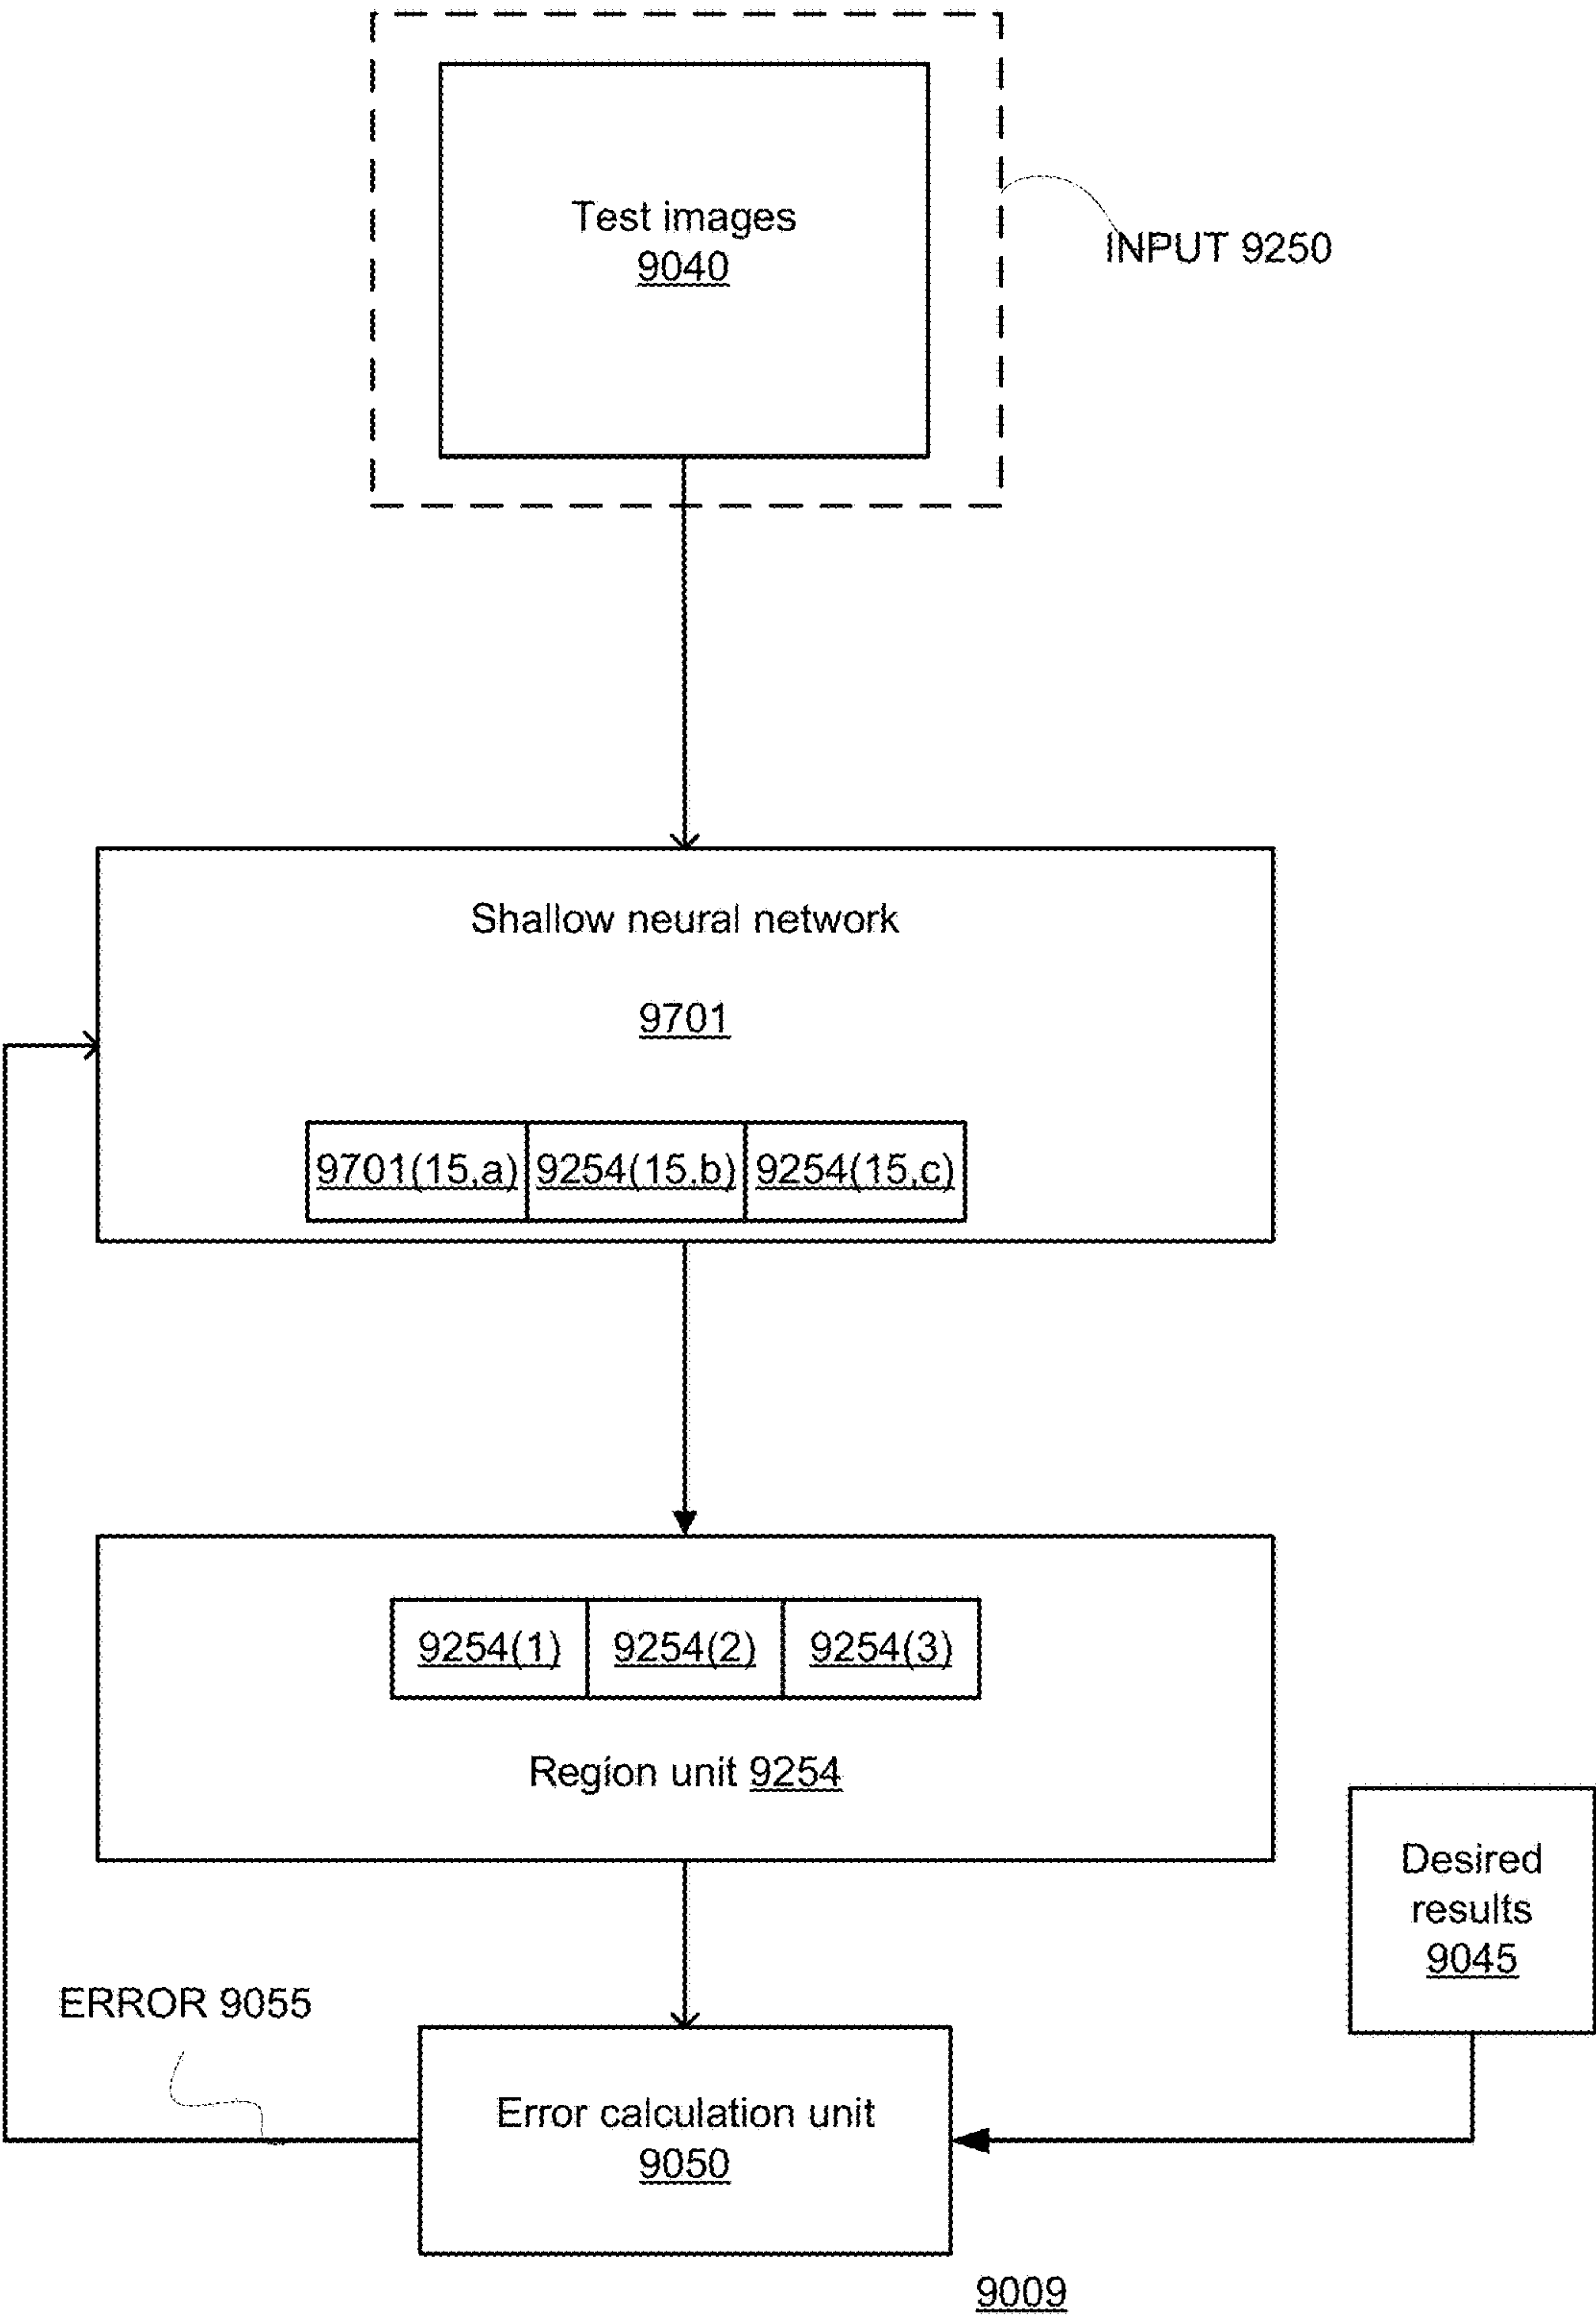 Test images
9040
INPUT 9250
Shallow neural network
9701
9701(15,a) 9254(15,b) 9254(15,c)
9254(1) 9254(2) 9254(3)
Region unit 9254
Desired
results
9045
ERROR 9055
Error calculation unit
9050
9009